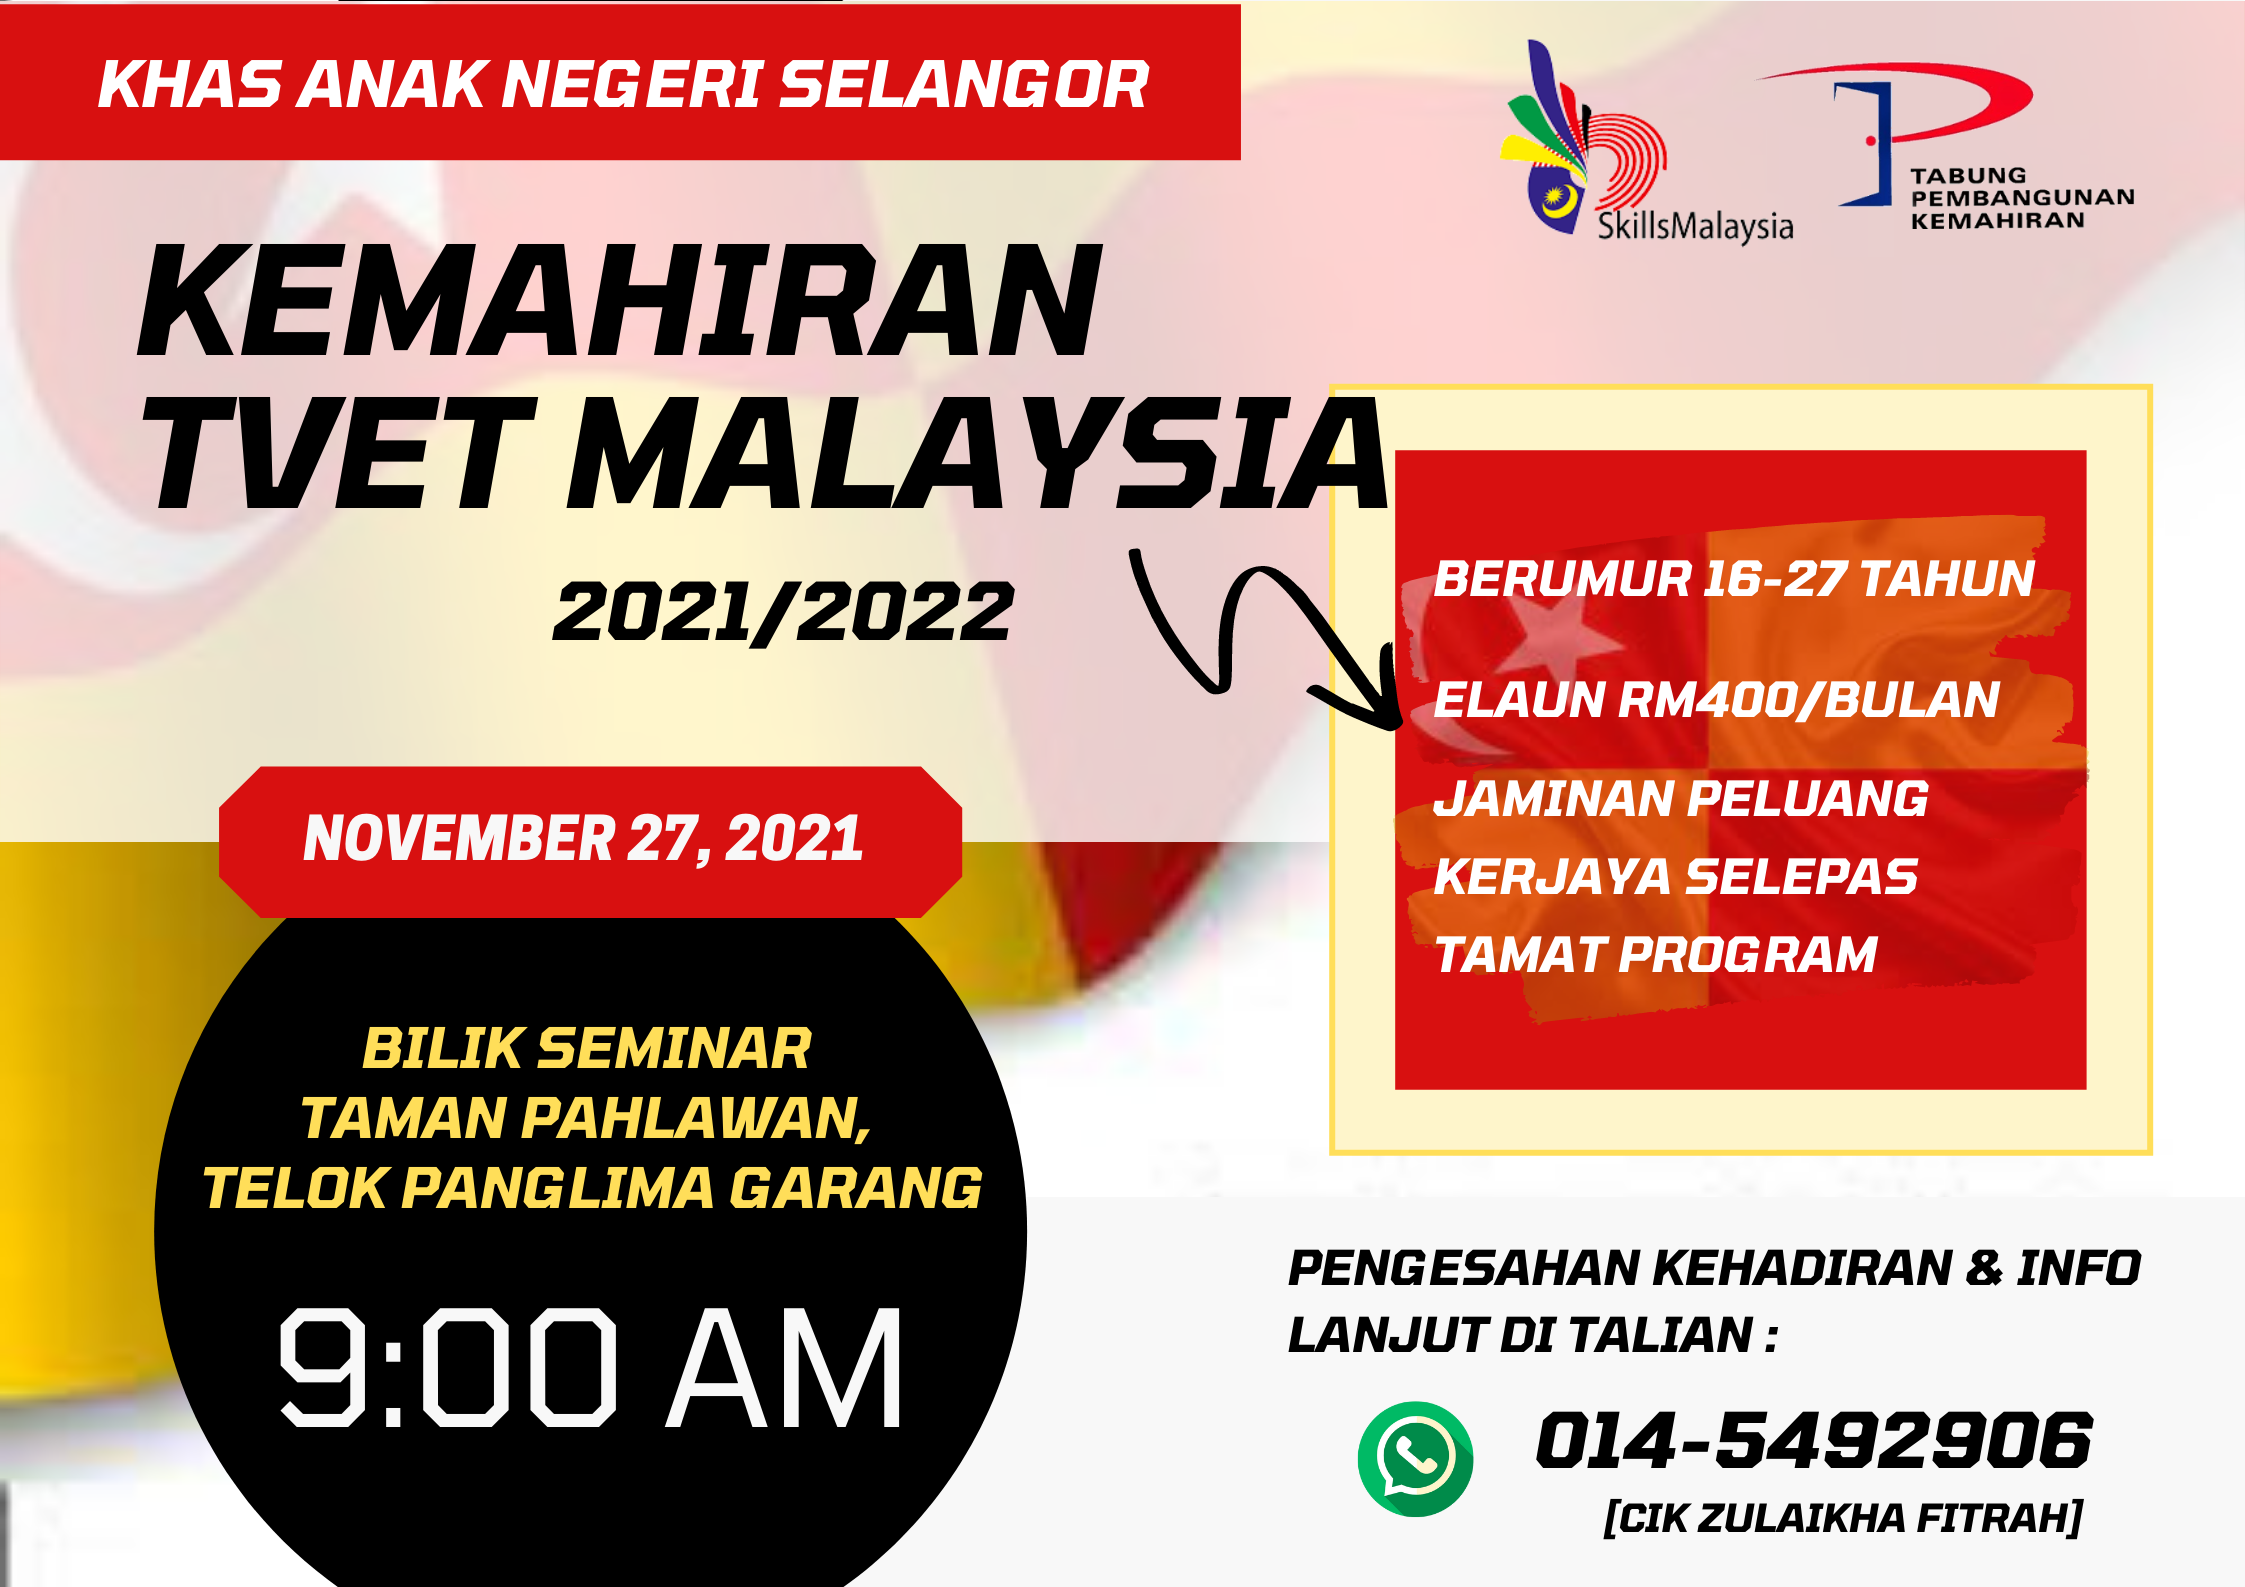 KHAS ANAK NEGERI SELANGOR
SkillsMalaysia
TABUNG
PEMBANGUNAN
KEMAHIRAN
KEMAHIRAN
TVET MALAYSIA
2021/2022
BERUMUR 16-27 TAHUN
ELAUN RM400/BULAN
JAMINAN PELUANG
KERJAYA SELEPAS
TAMAT PROGRAM
NOVEMBER 27, 2021
BILIK SEMINAR
TAMAN PAHLAWAN,
TELOK PANGLIMA GARANG
9:00 AM
PENGESAHAN KEHADIRAN & INFO
LANJUT DI TALIAN :
014-5492906
[CIK ZULAIKHA FITRAH]